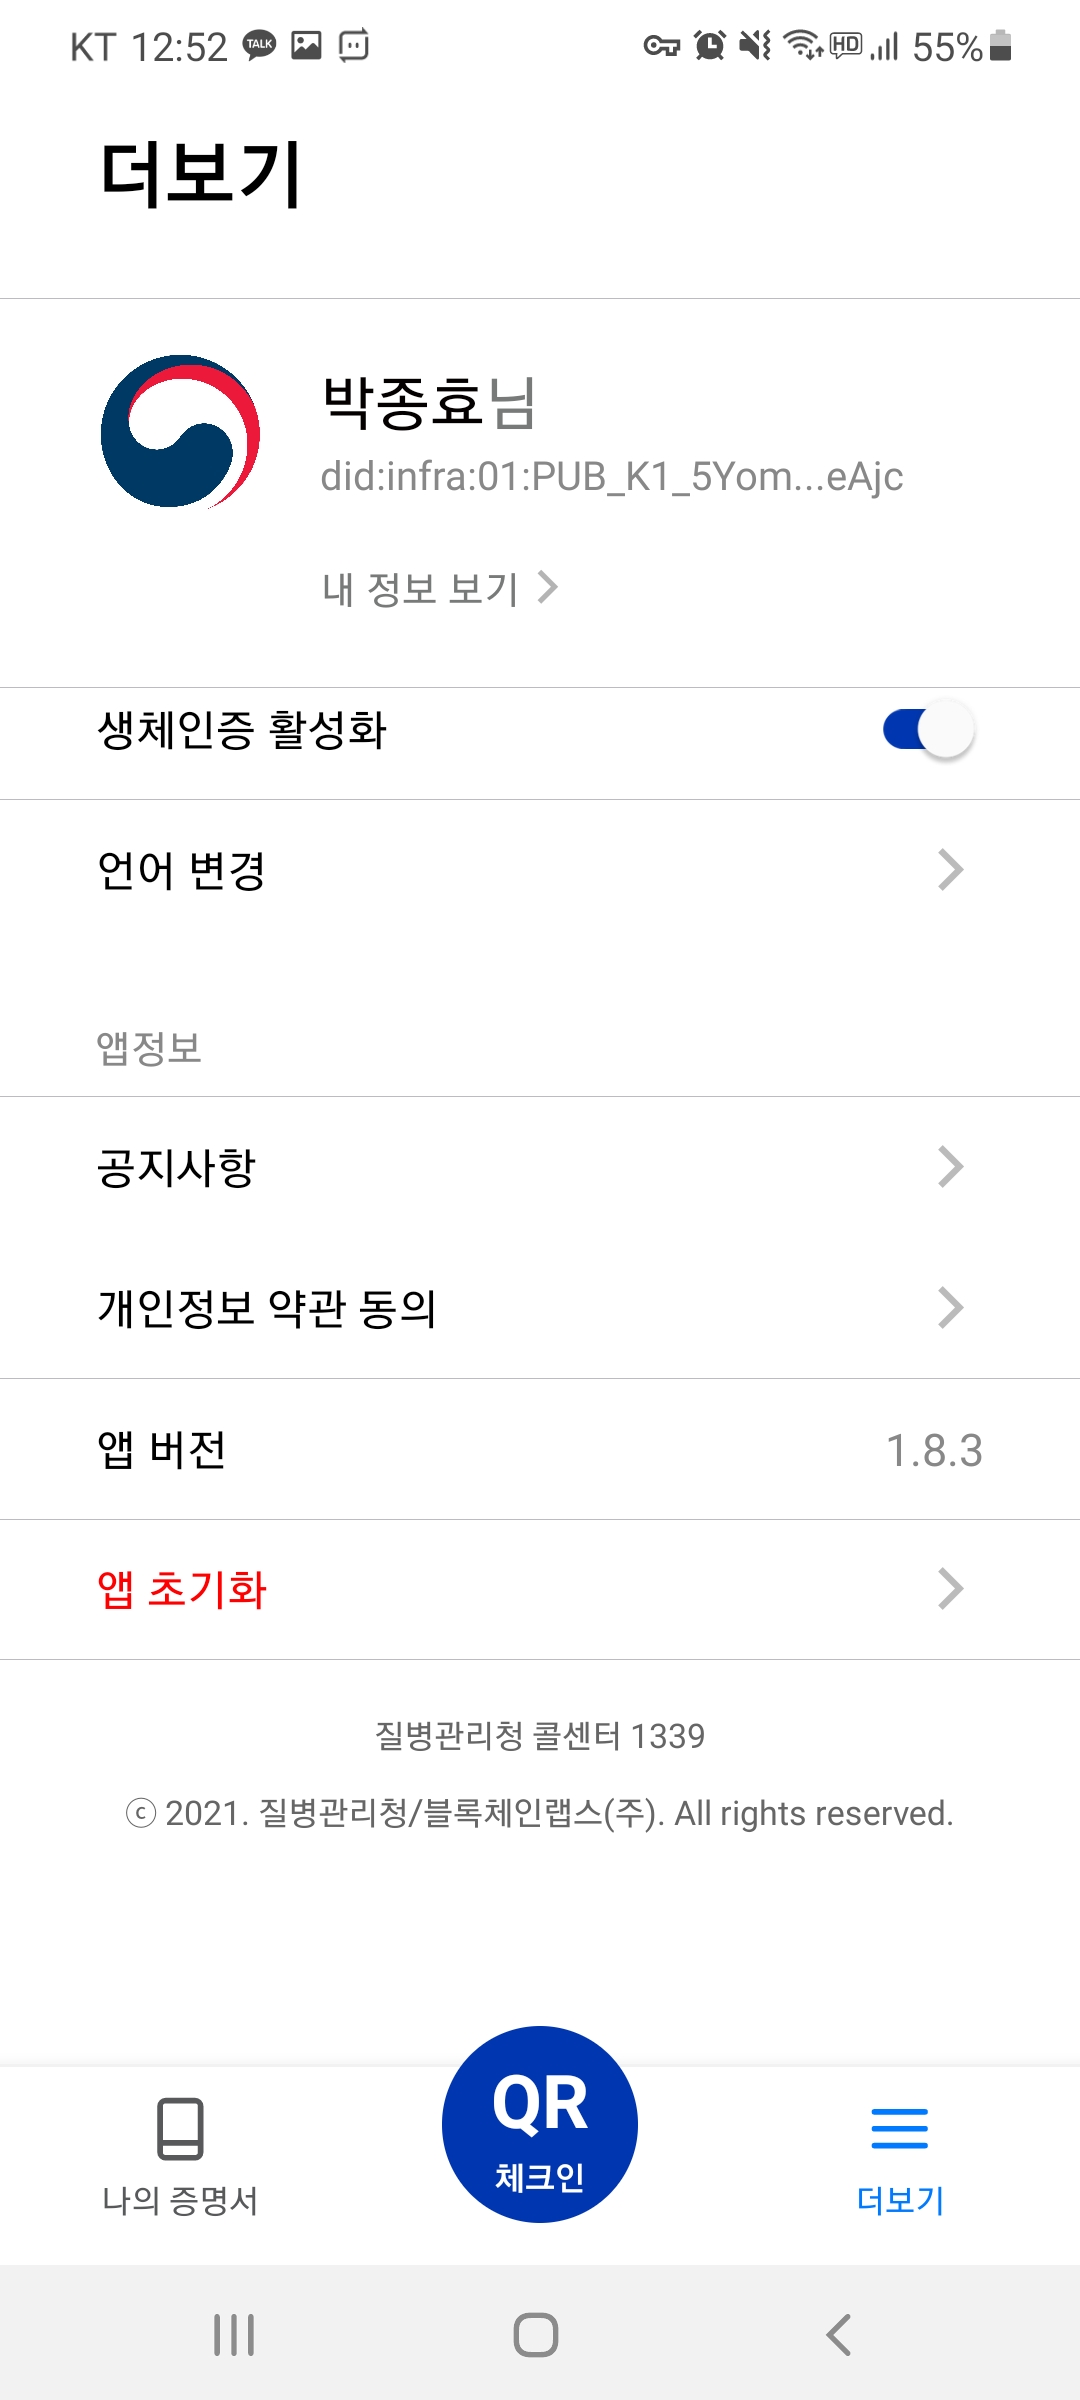 KT 12:52 TALK HD 55%
더보기
박종효님
did:infra:01:PUB_K1_5Yom...eAjc
내 정보 보기
생체인증 활성화
언어 변경
앱정보
공지사항
개인정보 약관 동의
앱 버전 1.8.3
앱 초기화
질병관리청 콜센터 1339
ⓒ 2021. 질병관리청/블록체인랩스(주). All rights reserved.
QR
체크인
나의 증명서
더보기